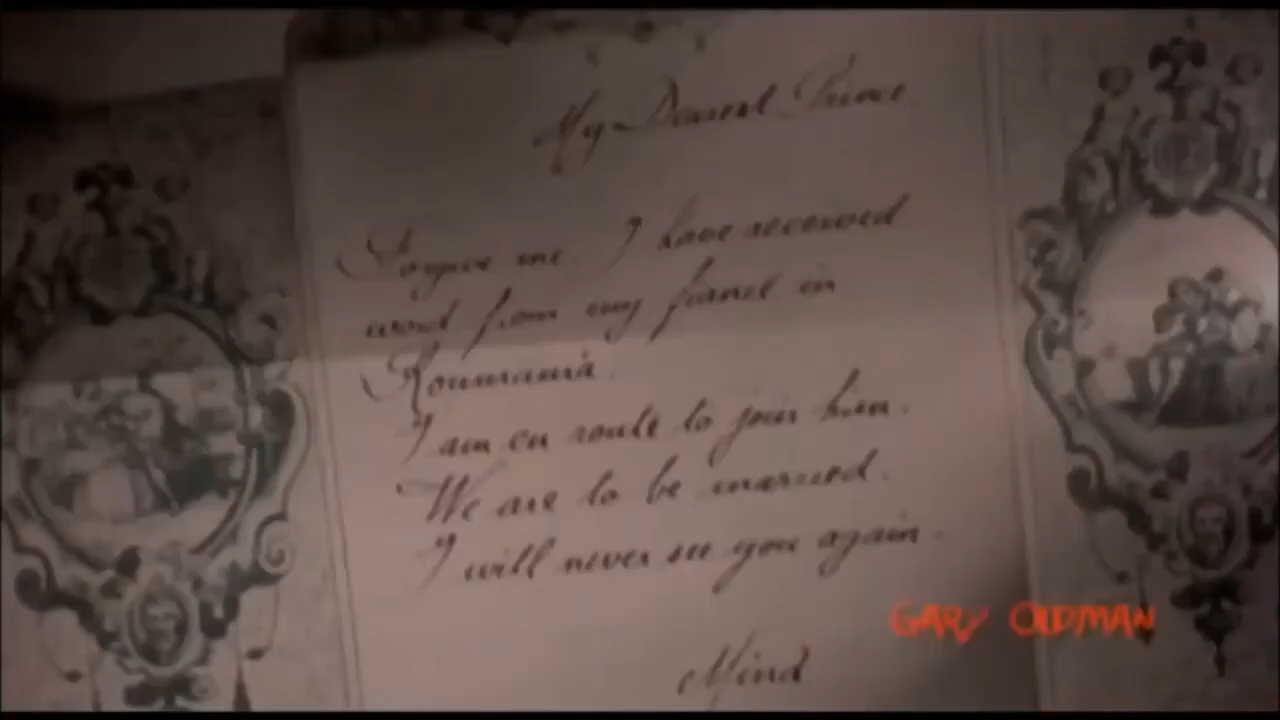 My Dearest Prince
Forgive me. I have received
word from my fiancé in
Roumania.
I am en route to join him.
We are to be married.
I will never see you again.
GARY OLDMAN
Mina